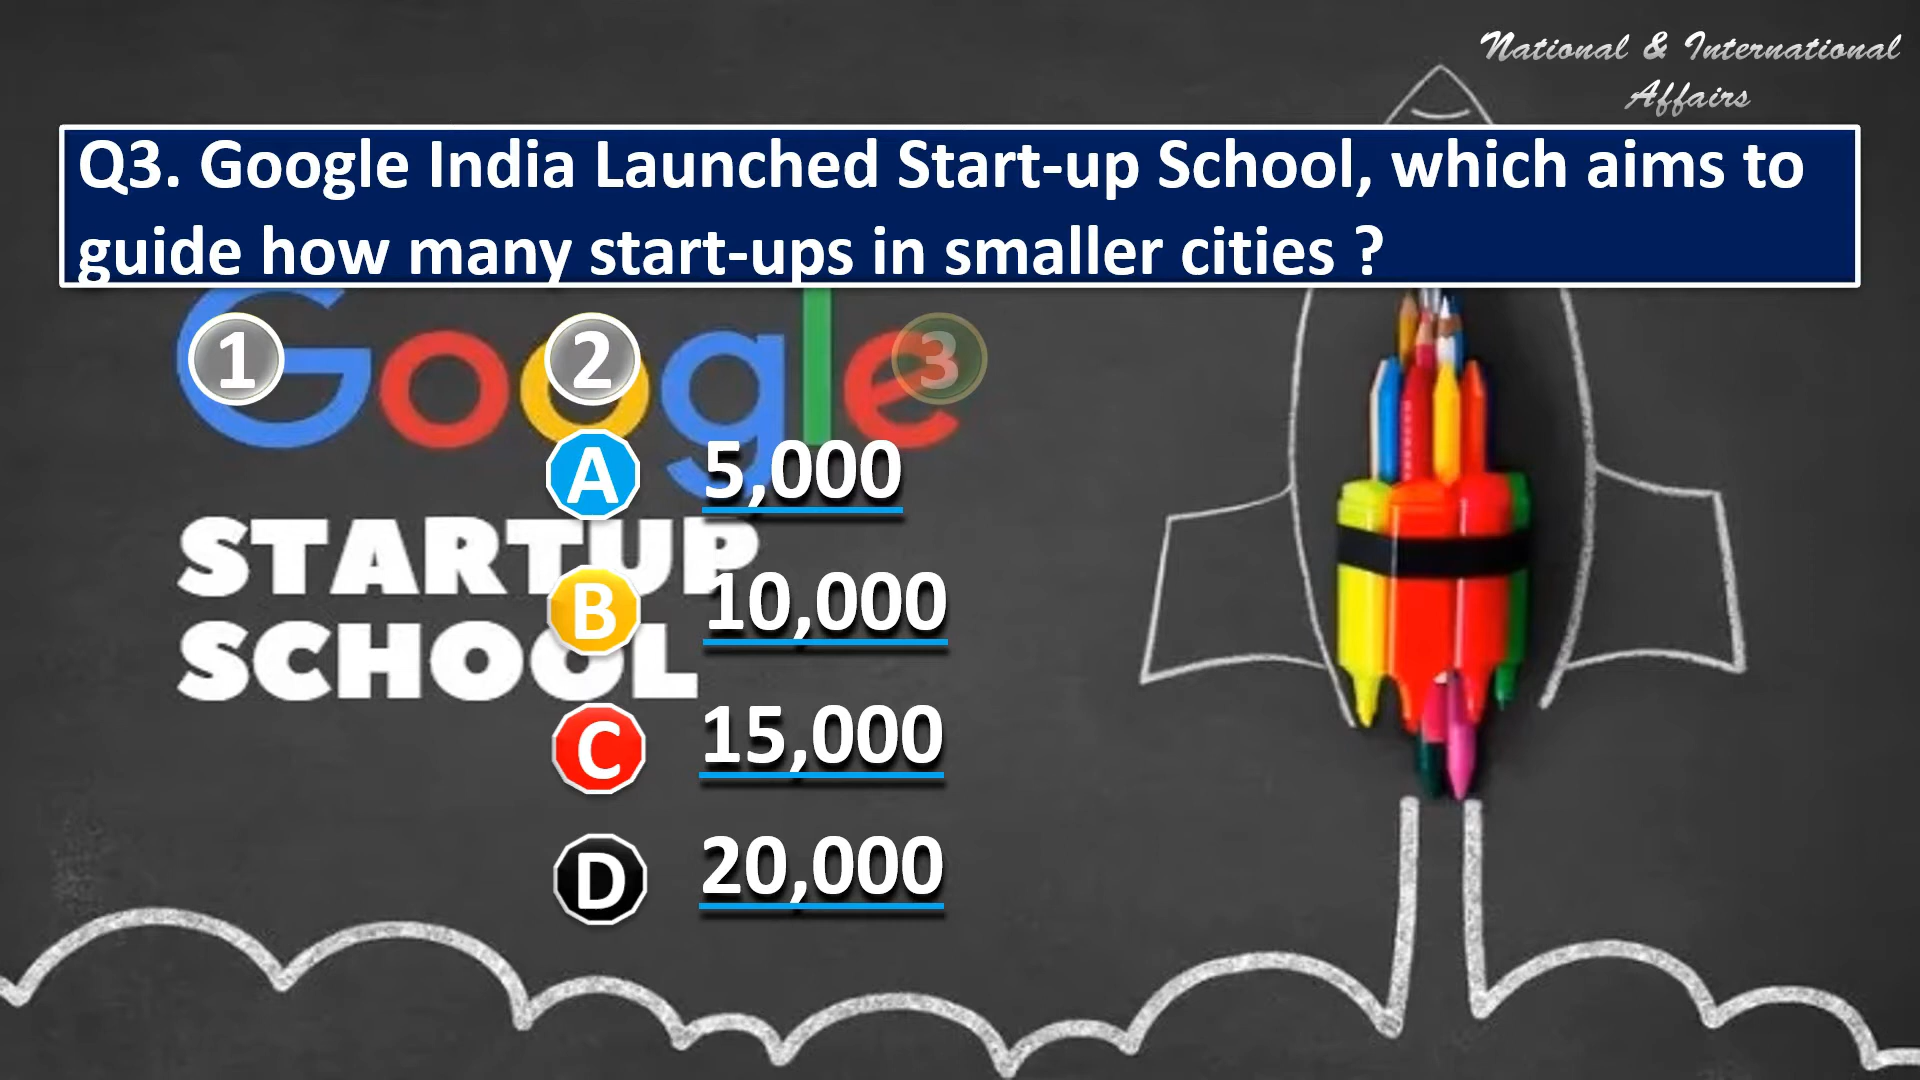 National & International
Affairs
Q3. Google India Launched Start-up School, which aims to
guide how many start-ups in smaller cities ?
Google
1 2 3
A 5,000
STARTUP
B 10,000
SCHOOL
C 15,000
D 20,000